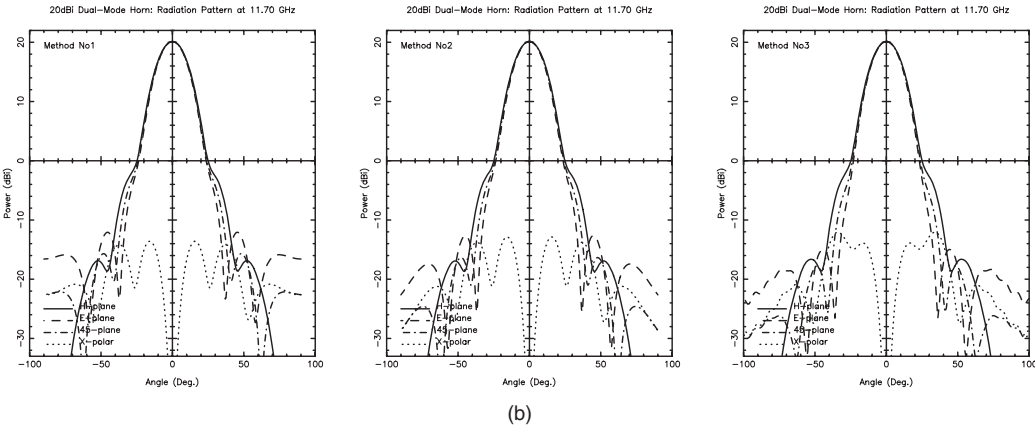 20dBi Dual-Mode Horn: Radiation Pattern at 11.70 GHz
Method No1
20
10
0
-10
-20
-30
Power (dBi)
H-plane
E-plane
45-plane
X-polar
-100
-50
0
50
100
Angle (Deg.)
20dBi Dual-Mode Horn: Radiation Pattern at 11.70 GHz
Method No2
20
10
0
-10
-20
-30
Power (dBi)
H-plane
E-plane
45-plane
X-polar
-100
-50
0
50
100
Angle (Deg.)
20dBi Dual-Mode Horn: Radiation Pattern at 11.70 GHz
Method No3
20
10
0
-10
-20
-30
Power (dBi)
H-plane
E-plane
45-plane
X-polar
-100
-50
0
50
100
Angle (Deg.)
(b)